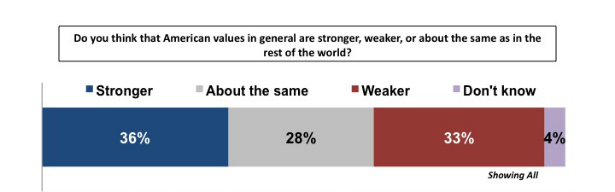 Do you think that American values in general are stronger, weaker, or about the same as in the
rest of the world?
Stronger About the same Weaker Don't know
36% 28% 33% 4%
Showing All